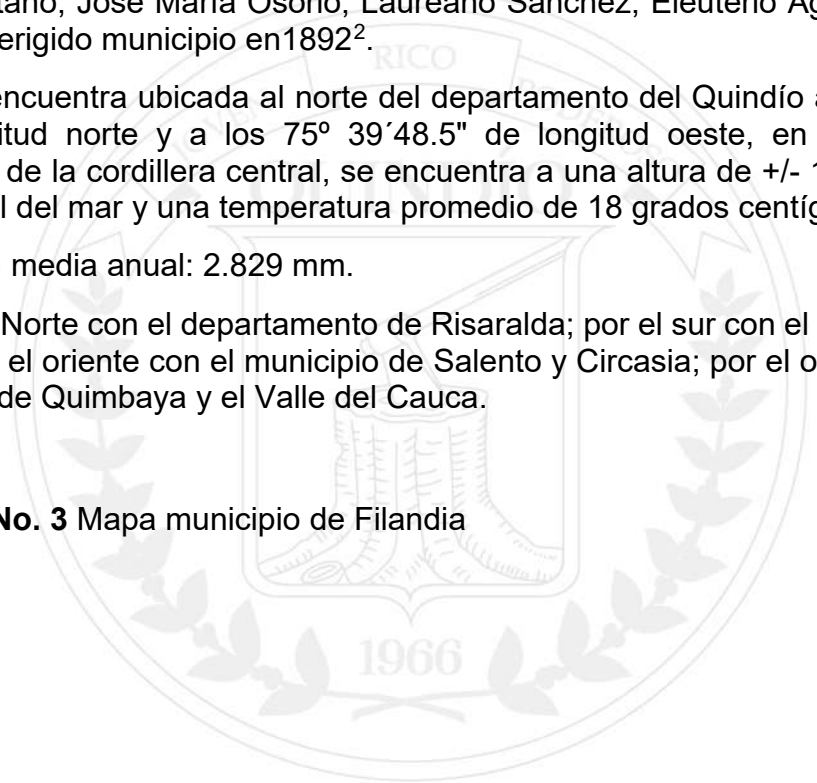 José María Osorio, Laureano Sánchez, Eleuterio
erigido municipio en1892².
encuentra ubicada al norte del departamento del Quindío
norte y a los 75º 39´48.5" de longitud oeste, en
de la cordillera central, se encuentra a una altura de +/-
del mar y una temperatura promedio de 18 grados
media anual: 2.829 mm.
Norte con el departamento de Risaralda; por el sur con el
el oriente con el municipio de Salento y Circasia; por el
de Quimbaya y el Valle del Cauca.
No. 3 Mapa municipio de Filandia
RICO
QUINDÍO
1966